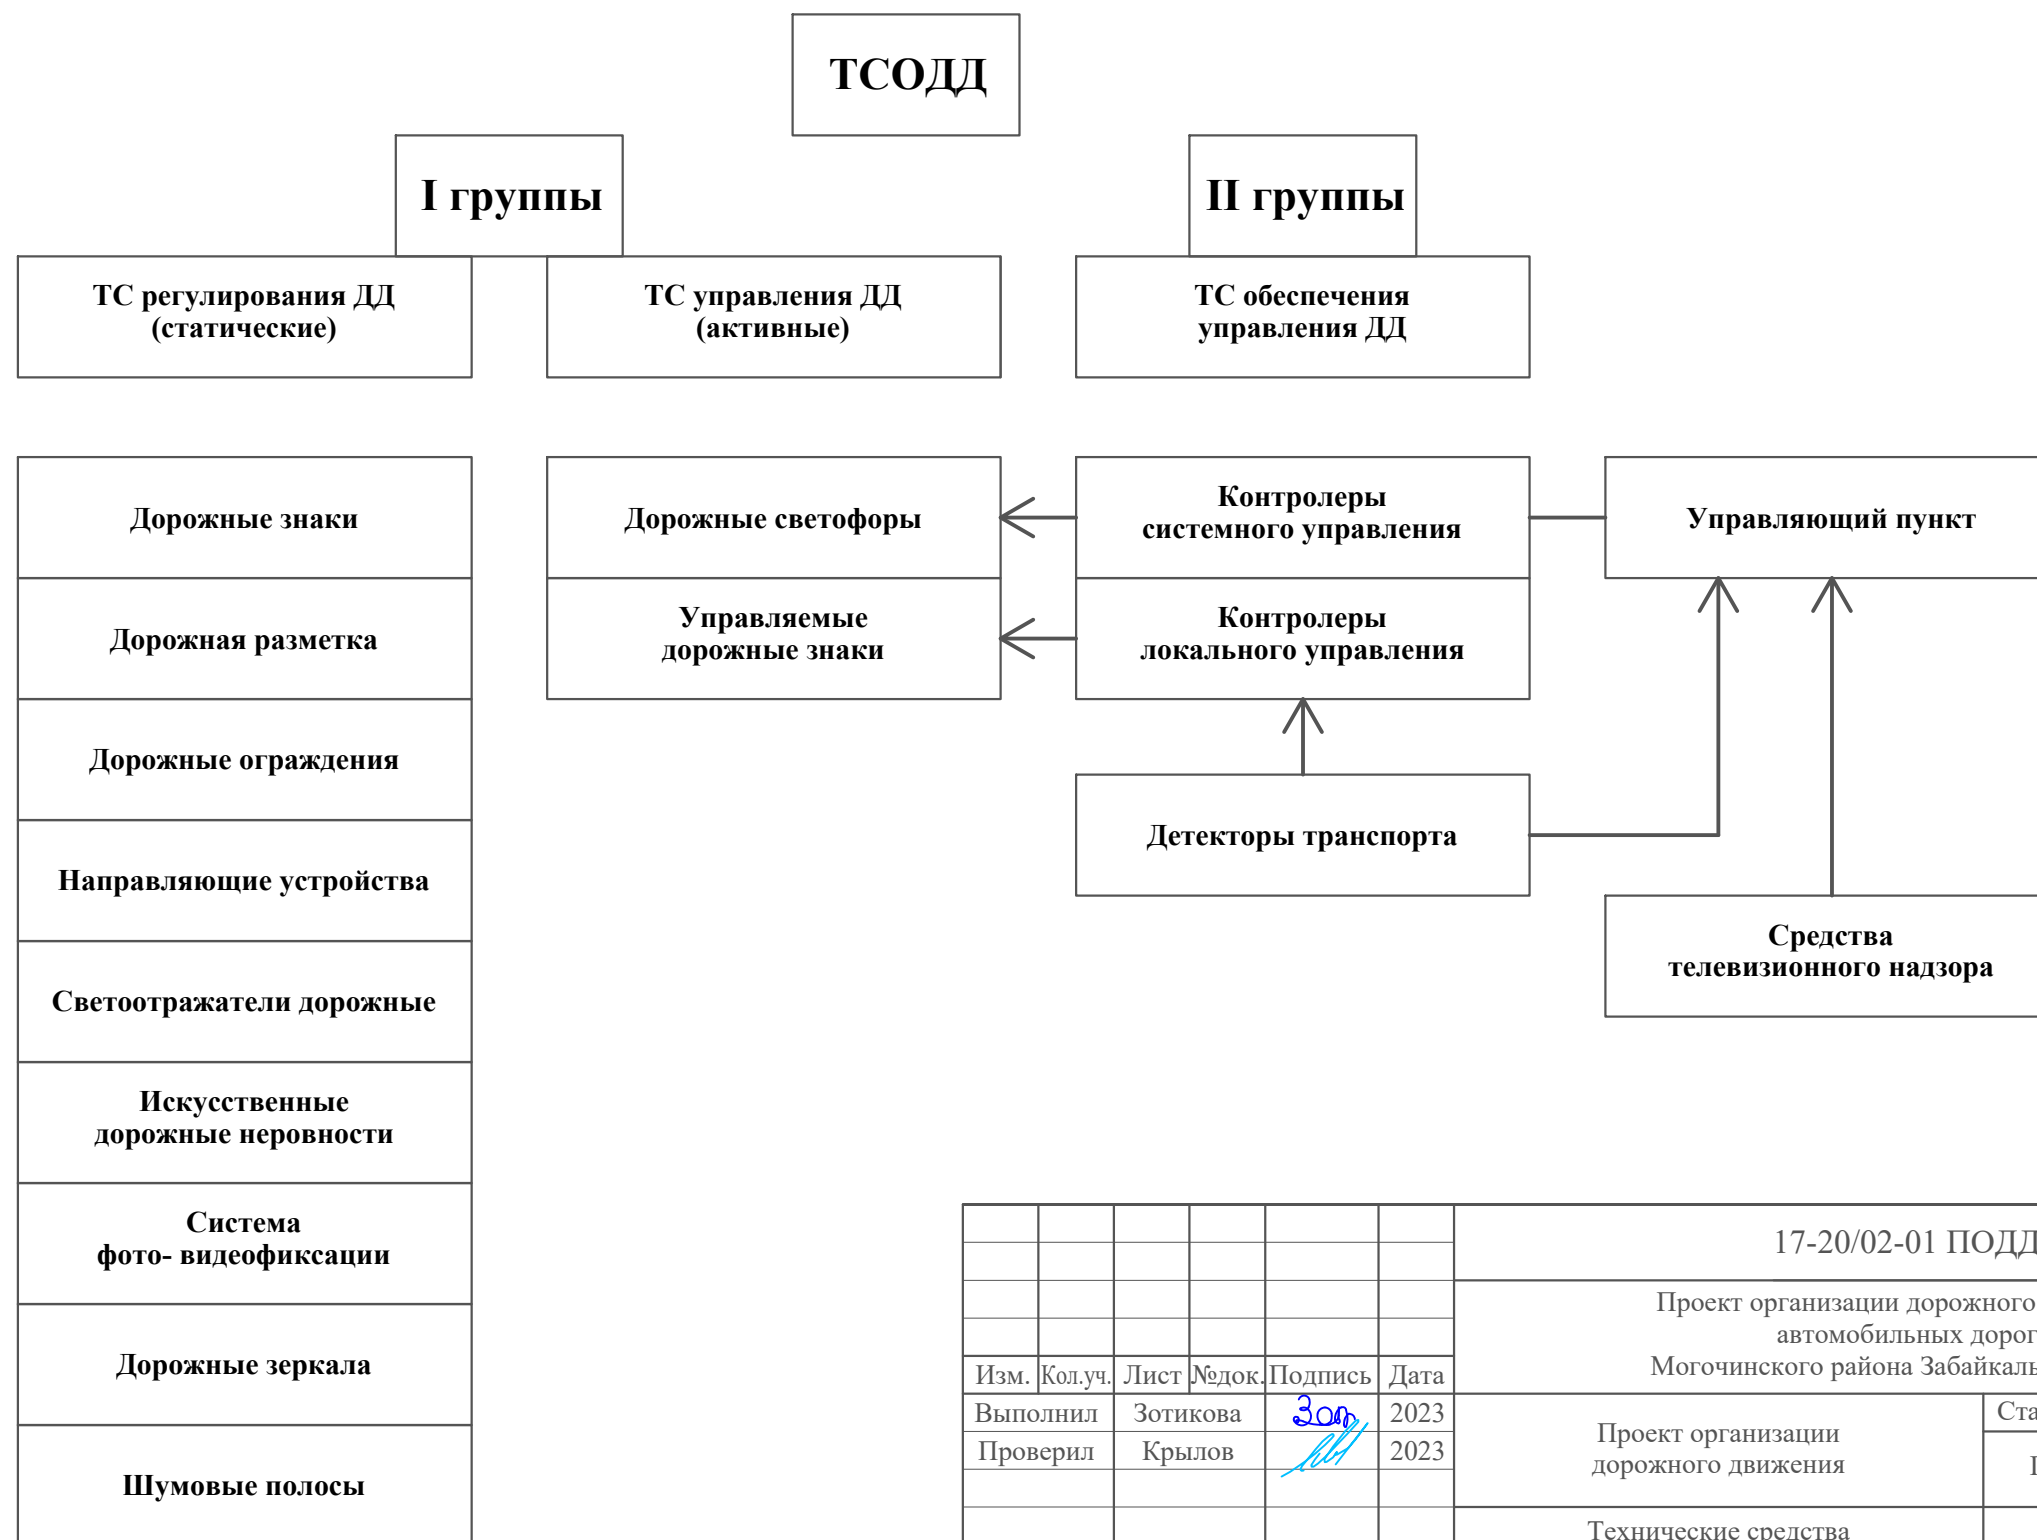 ТСОДД
I группы
II группы
ТС регулирования ДД
(статические)
ТС управления ДД
(активные)
ТС обеспечения
управления ДД
Дорожные знаки
Дорожные светофоры
Контролеры
системного управления
Управляющий пункт
Дорожная разметка
Управляемые
дорожные знаки
Контролеры
локального управления
Дорожные ограждения
Детекторы транспорта
Направляющие устройства
Средства
телевизионного надзора
Светоотражатели дорожные
Искусственные
дорожные неровности
Система
фото- видеофиксации
Дорожные зеркала
Шумовые полосы
17-20/02-01 ПОДД
Проект организации дорожного
автомобильных дорог
Могочинского района
Изм. Кол.уч. Лист №док. Подпись Дата
Выполнил Зотикова 2023
Проверил Крылов 2023
Проект организации
дорожного движения
Технические средства